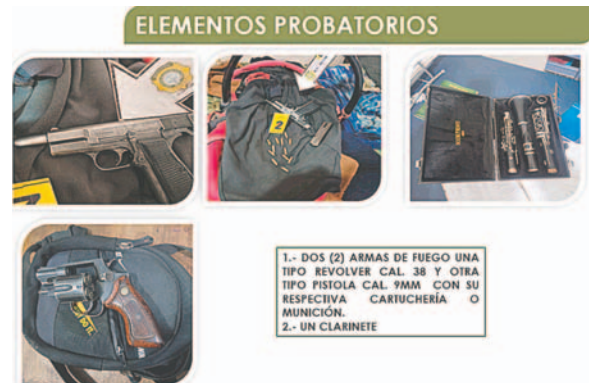 ELEMENTOS PROBATORIOS
2
1.- DOS (2) ARMAS DE FUEGO UNA
TIPO REVOLVER CAL. 38 Y OTRA
TIPO PISTOLA CAL. 9MM CON SU
RESPECTIVA CARTUCHERÍA O
MUNICIÓN.
2.- UN CLARINETE